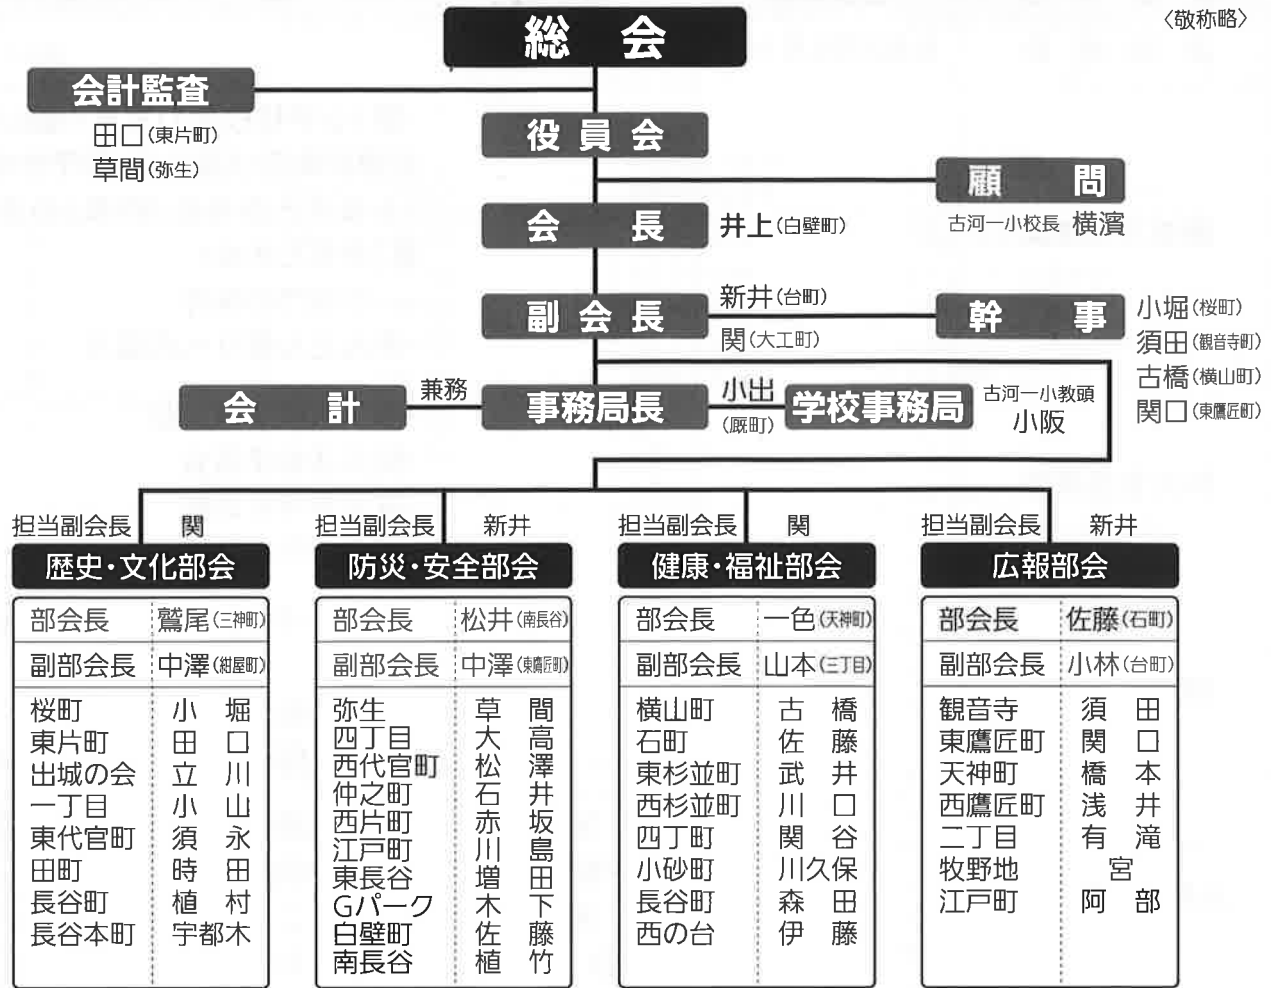 総会
〈敬称略〉
会計監査
田口(東片町)
草間(弥生)
役員会
顧問
古河一小校長 横濱
会長 井上(白壁町)
副会長 新井(台町)
関(大工町)
幹事 小堀(桜町)
須田(観音寺町)
古橋(横山町)
関口(東鷹匠町)
会計 兼務 事務局長 小出(厩町) 学校事務局 古河一小教頭
小阪
担当副会長 関
歴史・文化部会
部会長 鷲尾(三神町)
副部会長 中澤(紺屋町)
桜町 小堀
東片町 田口
出城の会 立川
一丁目 小山
東代官町 須永
田町 時田
長谷町 植村
長谷本町 宇都木
担当副会長 新井
防災・安全部会
部会長 松井(南長谷)
副部会長 中澤(東鷹匠町)
弥生 草間
四丁目 大高
西代官町 松澤
仲之町 石井
西片町 赤坂
江戸町 川島
東長谷 増田
Gパーク 木下
白壁町 佐藤
南長谷 植竹
担当副会長 関
健康・福祉部会
部会長 一色(天神町)
副部会長 山本(三丁目)
横山町 古橋
石町 佐藤
東杉並町 武井
西杉並町 川口
四丁町 関谷
小砂町 川久保
長谷町 森田
西の台 伊藤
担当副会長 新井
広報部会
部会長 佐藤(石町)
副部会長 小林(台町)
観音寺 須田
東鷹匠町 関口
天神町 橋本
西鷹匠町 浅井
二丁目 有滝
牧野地 宮
江戸町 阿部